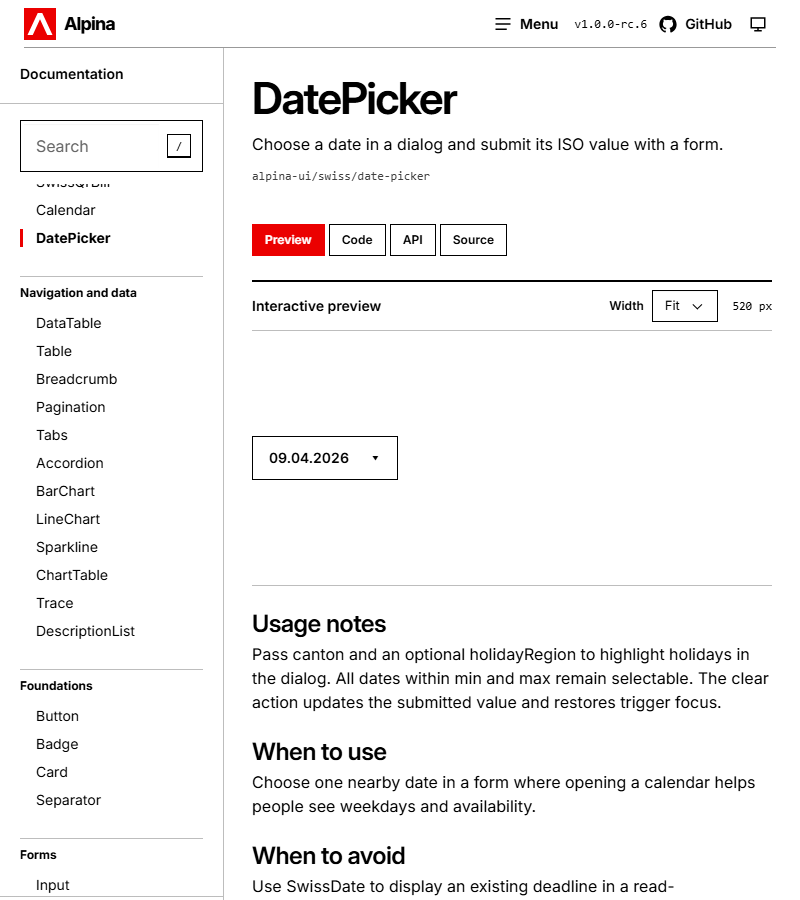 Alpina
Menu
v1.0.0-rc.6
GitHub
Documentation
Search
/
Calendar
DatePicker
Navigation and data
DataTable
Table
Breadcrumb
Pagination
Tabs
Accordion
BarChart
LineChart
Sparkline
ChartTable
Trace
DescriptionList
Foundations
Button
Badge
Card
Separator
Forms
Input
DatePicker
Choose a date in a dialog and submit its ISO value with a form.
alpina-ui/swiss/date-picker
Preview
Code
API
Source
Interactive preview
Width
Fit
520 px
09.04.2026
Usage notes
Pass canton and an optional holidayRegion to highlight holidays in
the dialog. All dates within min and max remain selectable. The clear
action updates the submitted value and restores trigger focus.
When to use
Choose one nearby date in a form where opening a calendar helps
people see weekdays and availability.
When to avoid
Use SwissDate to display an existing deadline in a read-